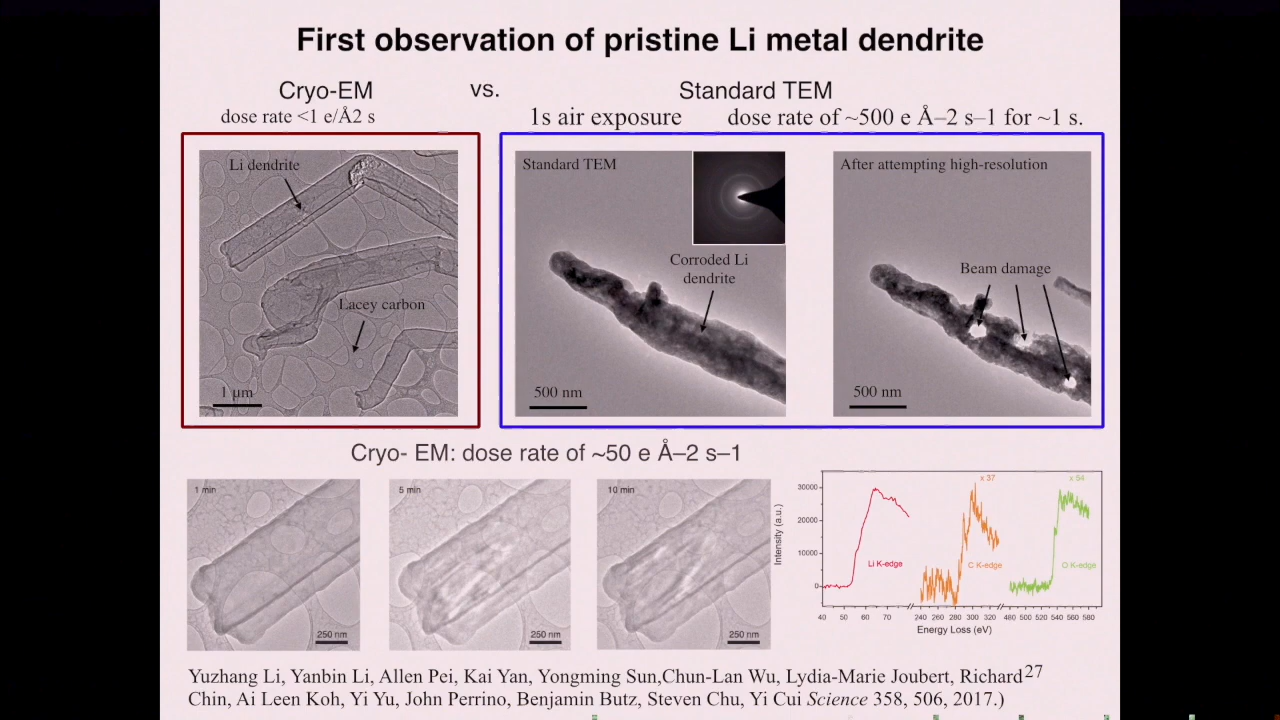 First observation of pristine Li metal dendrite
Cryo-EM vs. Standard TEM
dose rate <1 e/Å2 s
1s air exposure dose rate of ~500 e Å–2 s–1 for ~1 s.
Li dendrite
Lacey carbon
1 µm
Standard TEM
Corroded Li
dendrite
500 nm
After attempting high-resolution
Beam damage
500 nm
Cryo- EM: dose rate of ~50 e Å–2 s–1
1 min
250 nm
5 min
250 nm
10 min
250 nm
Intensity (a.u.)
30000
20000
10000
0
x 37
x 94
Li K-edge
C K-edge
O K-edge
40 50 60 70 240 260 280 300 320 480 500 520 540 560 580
Energy Loss (eV)
Yuzhang Li, Yanbin Li, Allen Pei, Kai Yan, Yongming Sun,Chun-Lan Wu, Lydia-Marie Joubert, Richard
27
Chin, Ai Leen Koh, Yi Yu, John Perrino, Benjamin Butz, Steven Chu, Yi Cui Science 358, 506, 2017.)